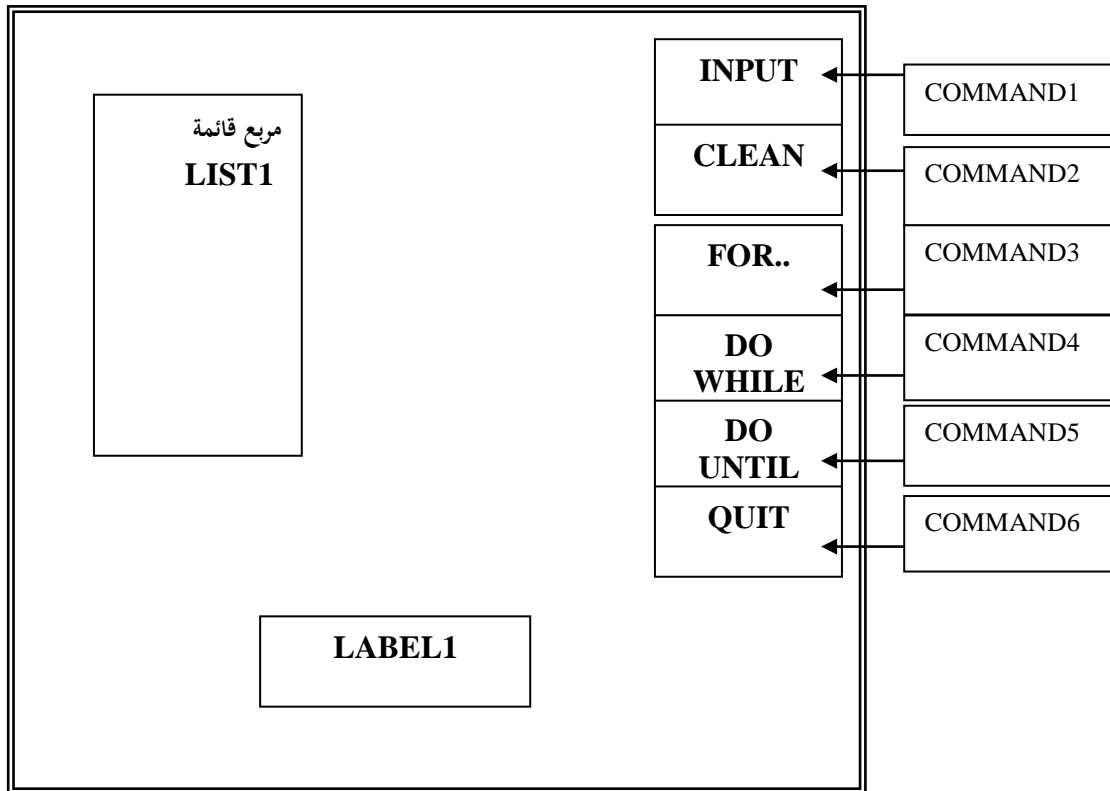 INPUT
COMMAND1
مربع قائمة
LIST1
CLEAN
COMMAND2
FOR..
COMMAND3
DO
WHILE
COMMAND4
DO
UNTIL
COMMAND5
QUIT
COMMAND6
LABEL1